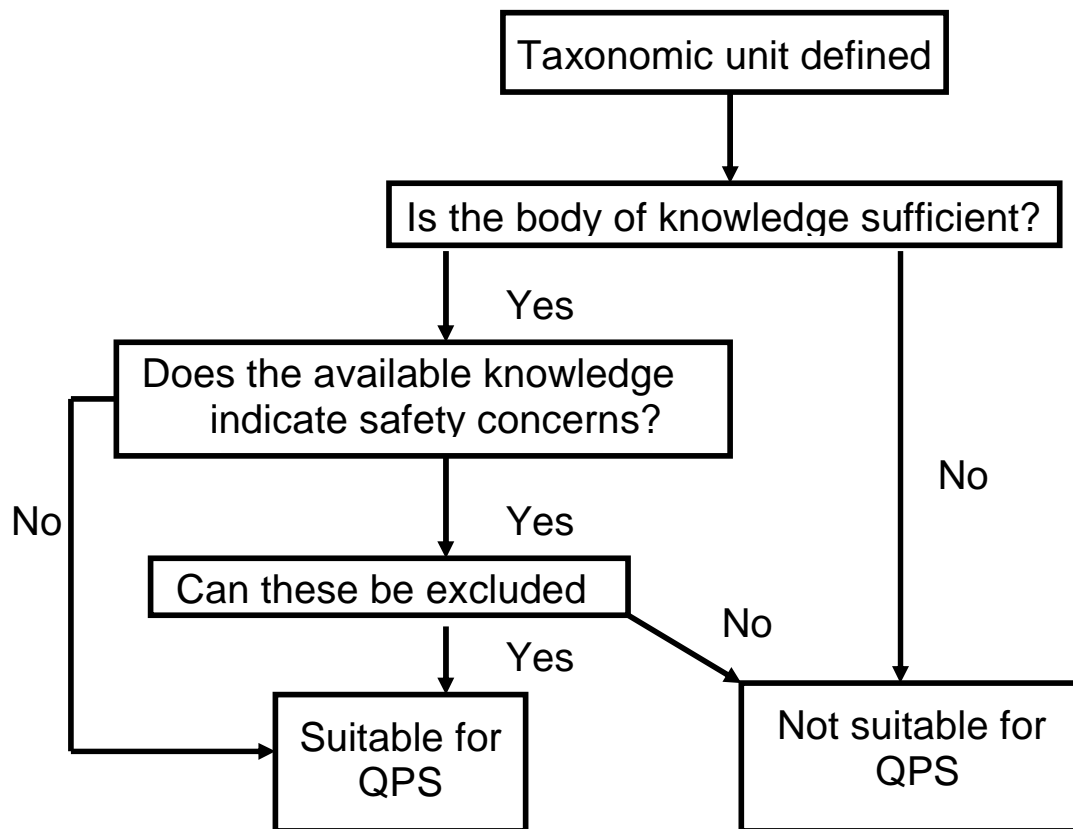 Taxonomic unit defined
Is the body of knowledge sufficient?
Yes
Does the available knowledge
indicate safety concerns?
No
No
Yes
Can these be excluded
No
Yes
Suitable for
QPS
Not suitable for
QPS